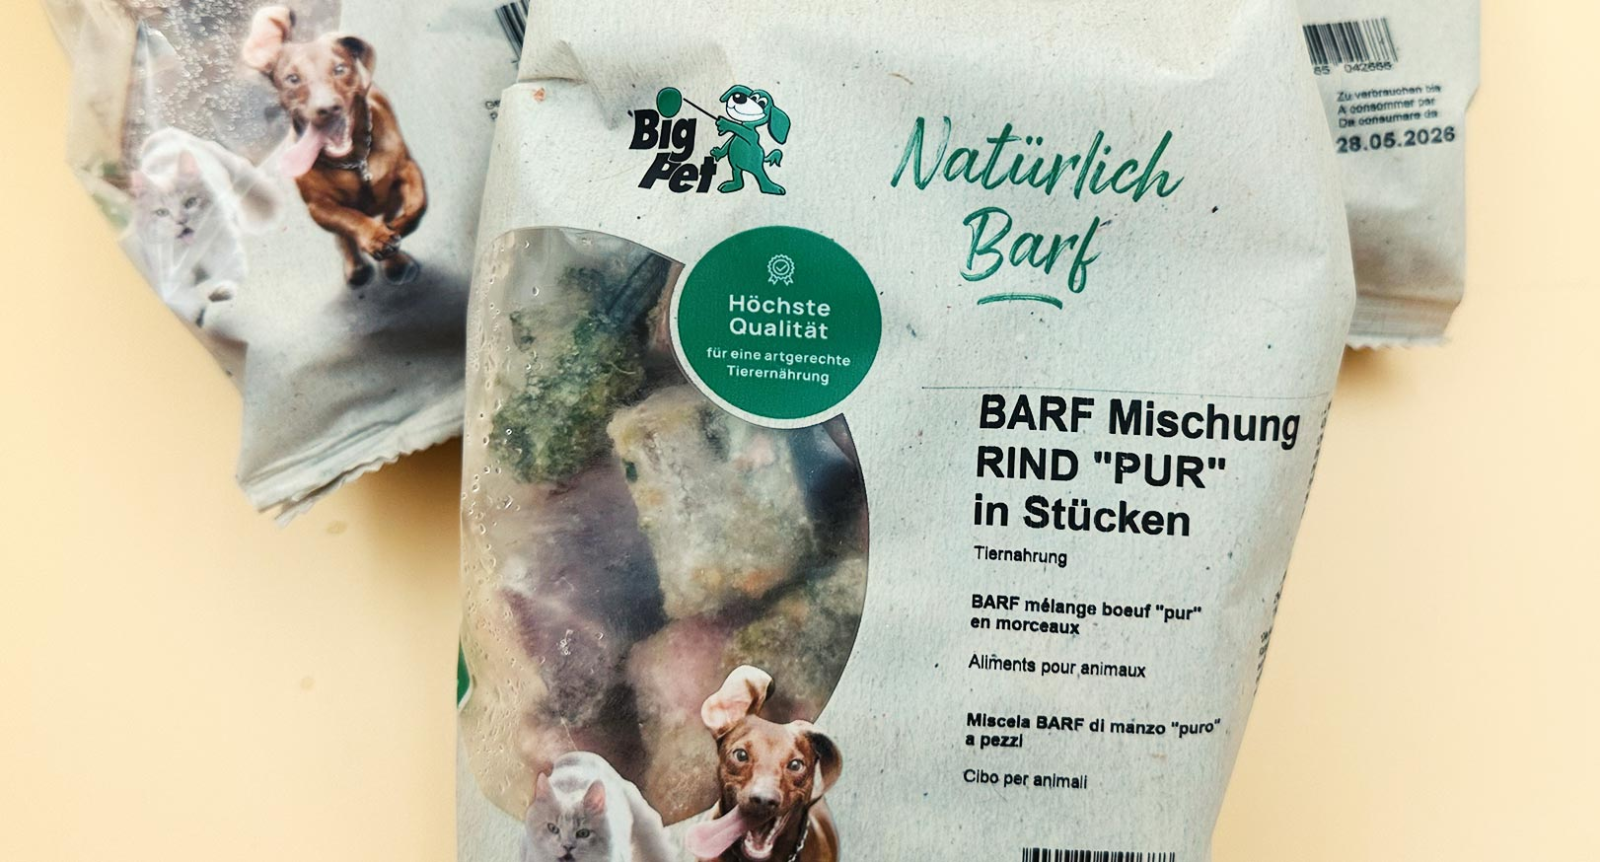 Big
Pet
Natürlich
Barf
Höchste
Qualität
für eine artgerechte
Tierernährung
BARF Mischung
RIND "PUR"
in Stücken
Tiernahrung
BARF mélange boeuf "pur"
en morceaux
Aliments pour animaux
Miscela BARF di manzo "puro"
a pezzi
Cibo per animali
042666
Zu verbrauchen bis
A consommer par
Da consumare da
28.05.2026